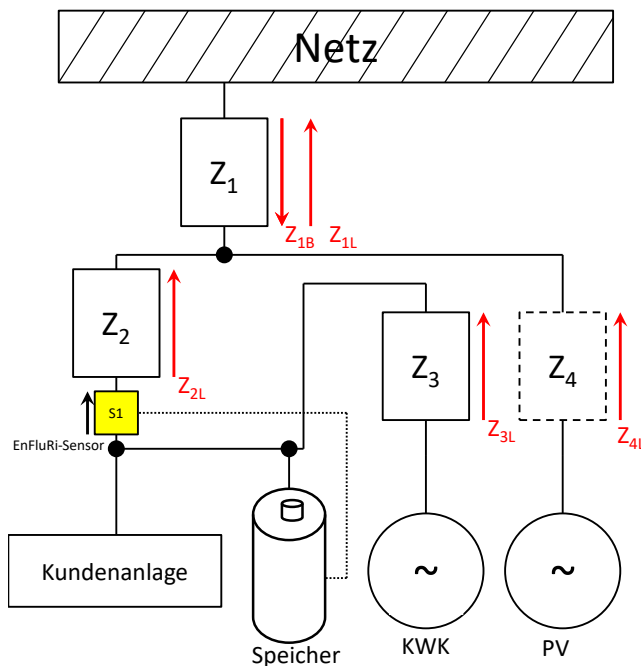 Netz
Z1
Z1B Z1L
Z2
Z2L
Z3
Z3L
Z4
Z4L
S1
EnFluRi-Sensor
Kundenanlage
~
~
Speicher
KWK
PV